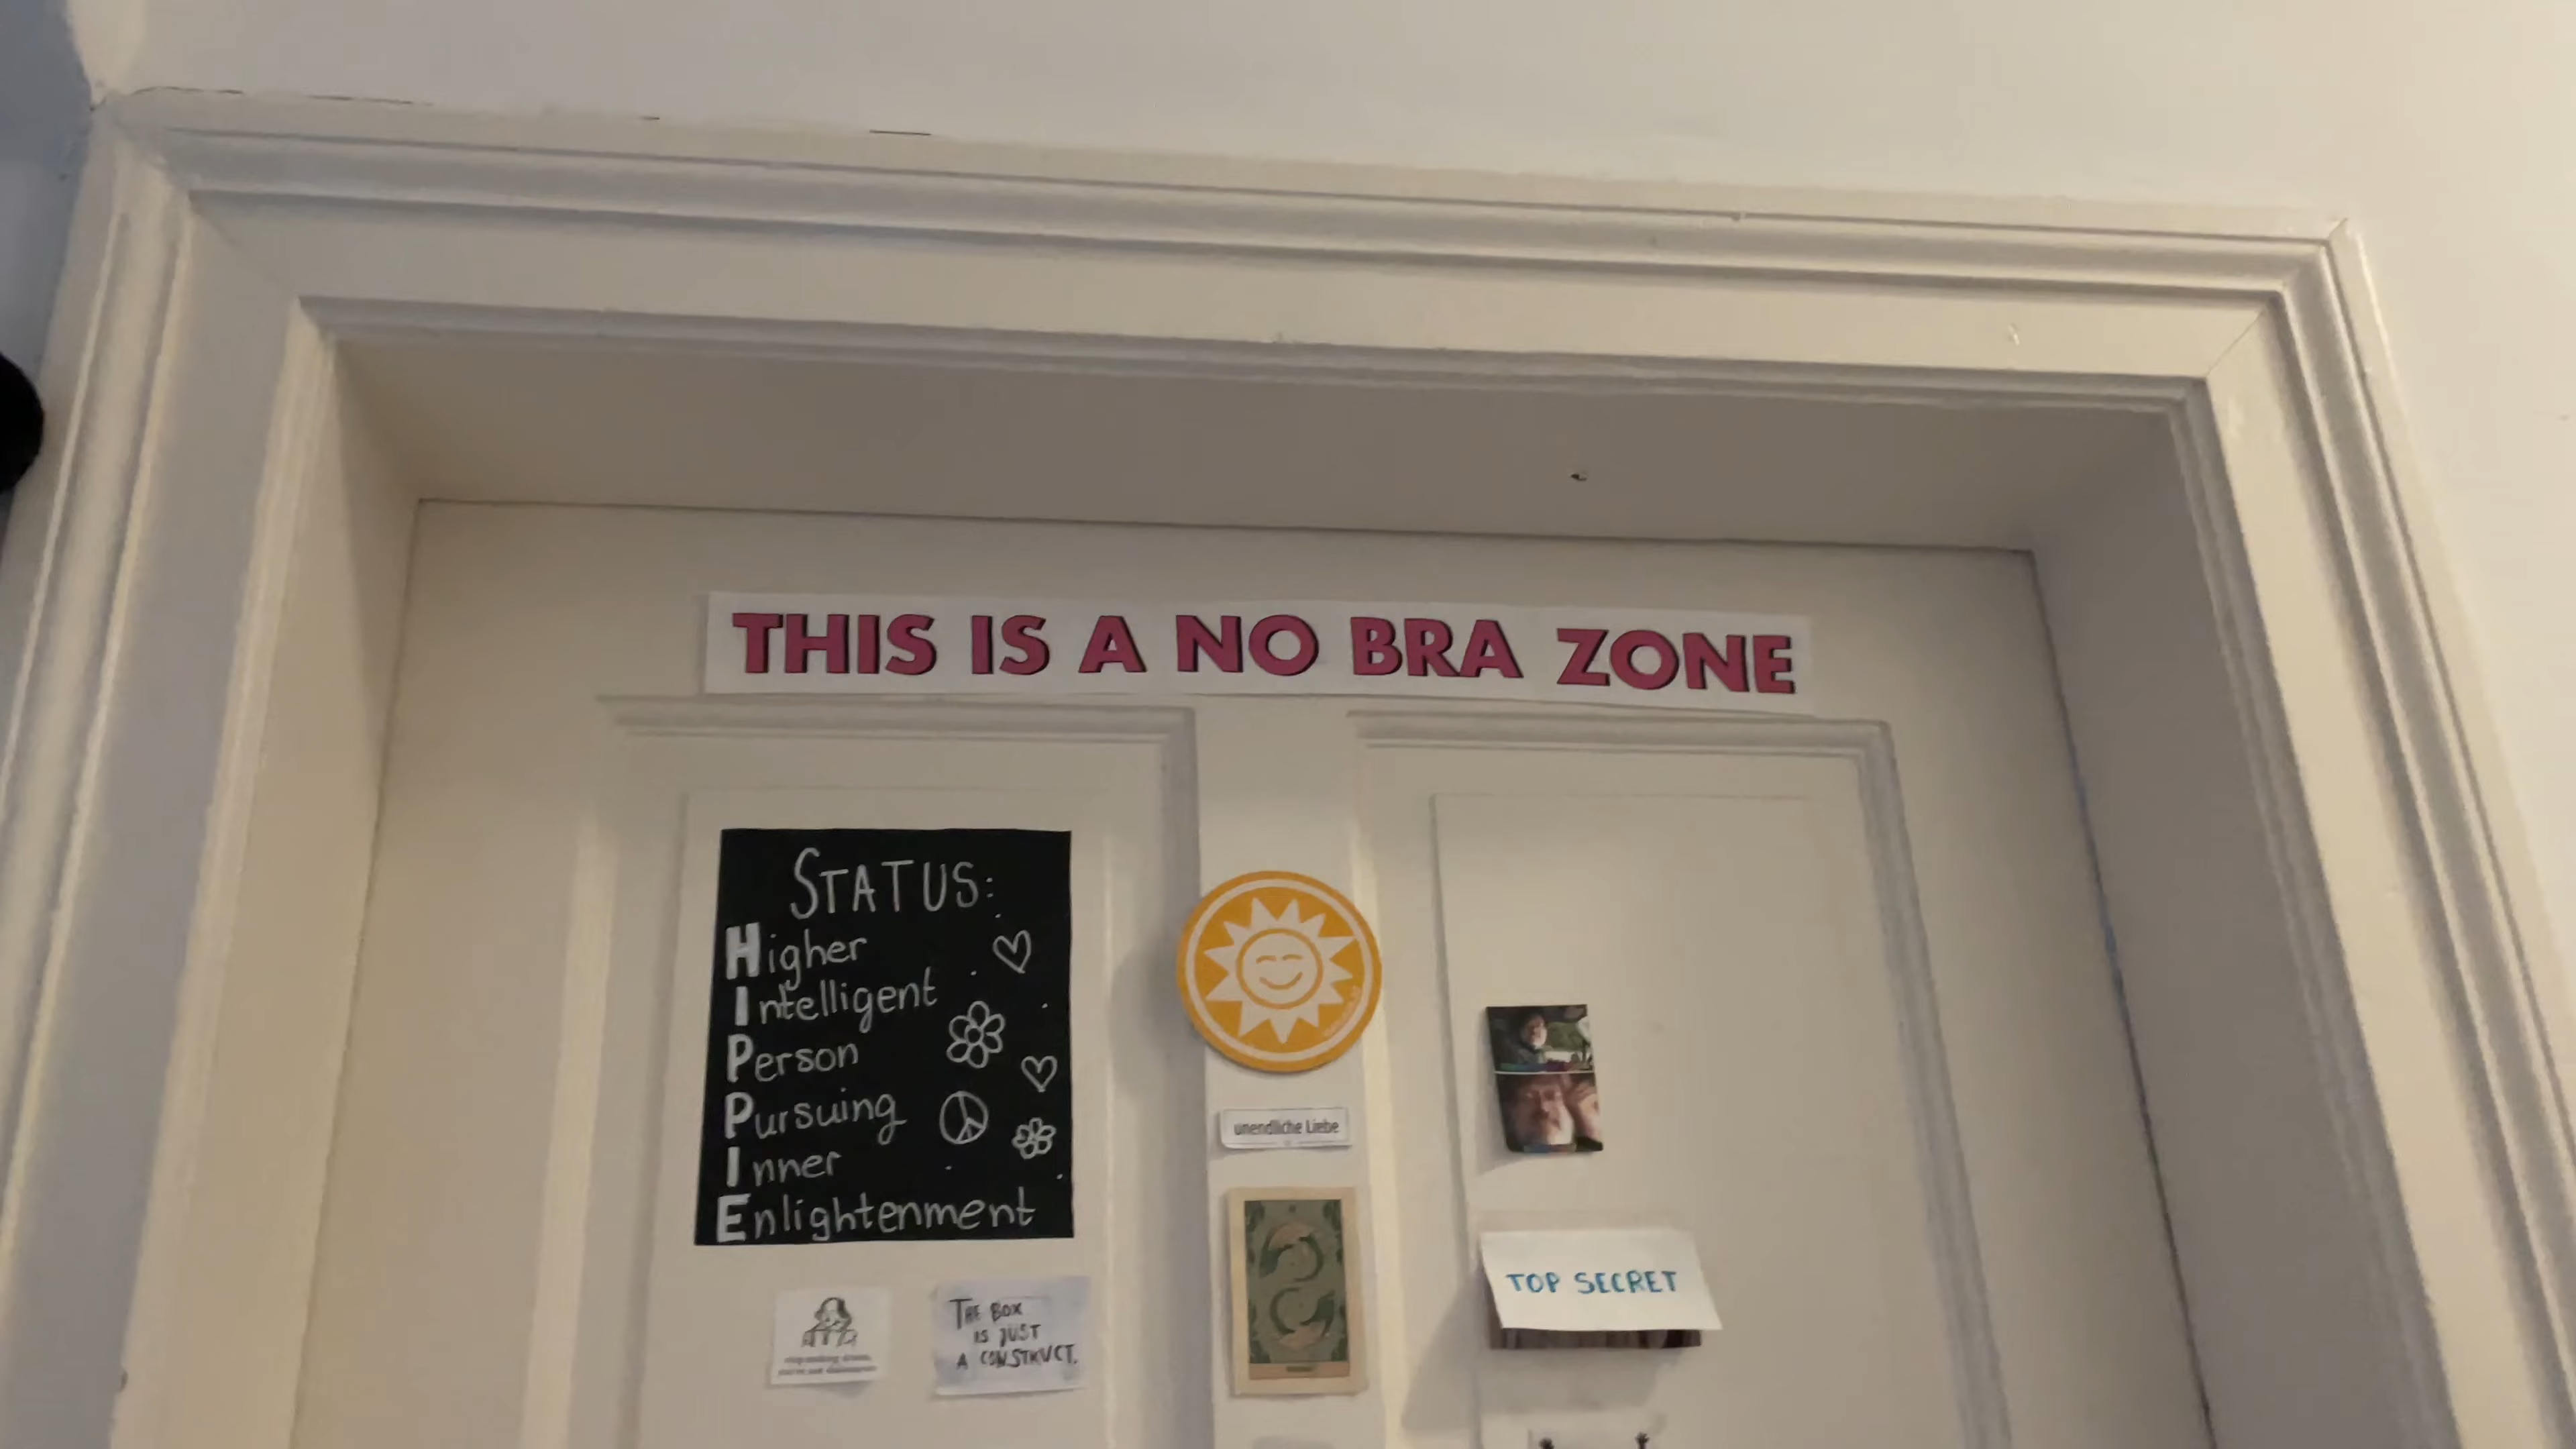 THIS IS A NO BRA ZONE
STATUS:
Higher
Intelligent
Person
Pursuing
Inner
Enlightenment
unendliche Liebe
TOP SECRET
THE BOX
IS JUST
A CONSTRUCT.